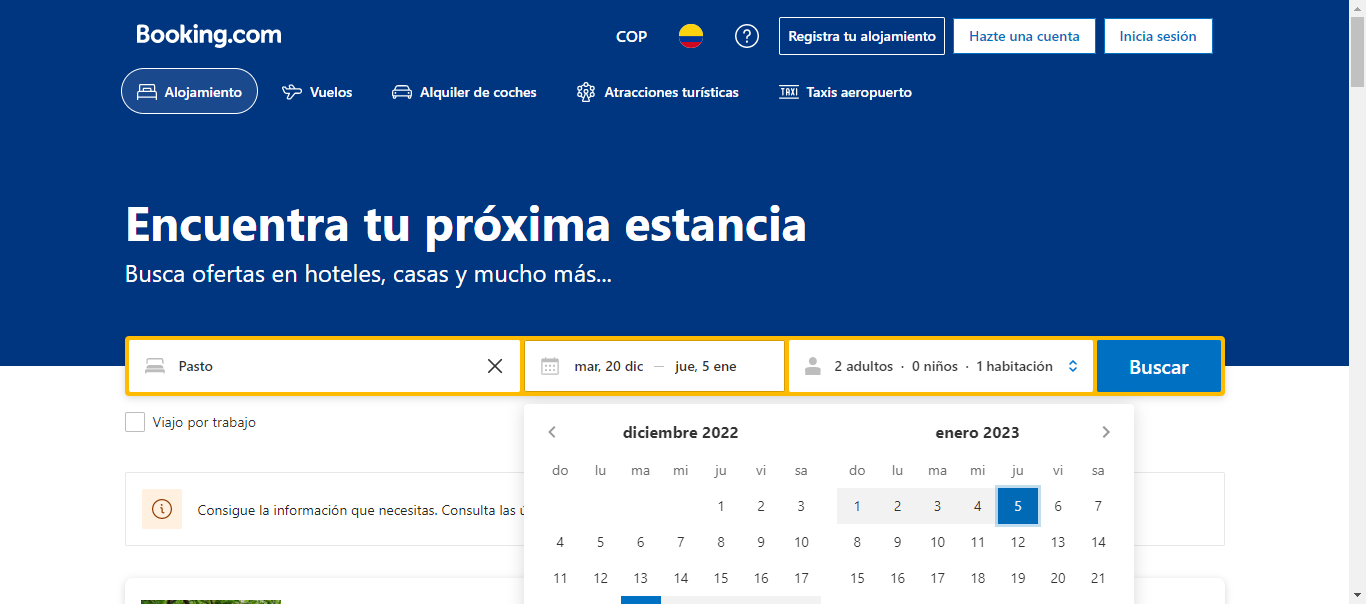 Booking.com
COP
Registra tu alojamiento
Hazte una cuenta
Inicia sesión
Alojamiento
Vuelos
Alquiler de coches
Atracciones turísticas
TAXI
Taxis aeropuerto
Encuentra tu próxima estancia
Busca ofertas en hoteles, casas y mucho más...
Pasto
mar, 20 dic — jue, 5 ene
2 adultos · 0 niños · 1 habitación
Buscar
Viajo por trabajo
diciembre 2022
do lu ma mi ju vi sa
1 2 3
4 5 6 7 8 9 10
11 12 13 14 15 16 17
enero 2023
do lu ma mi ju vi sa
1 2 3 4 5 6 7
8 9 10 11 12 13 14
15 16 17 18 19 20 21
Consigue la información que necesitas. Consulta las